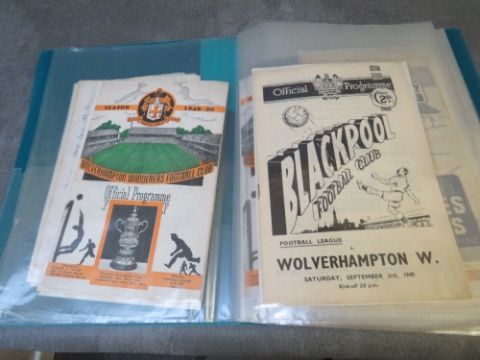 SEASON 1949-50
WOLVERHAMPTON WANDERERS FOOTBALL CLUB
Official Programme
Official Programme
2D
BLACKPOOL
FOOTBALL CLUB
FOOTBALL LEAGUE
v
WOLVERHAMPTON W.
SATURDAY, SEPTEMBER 3rd, 1949